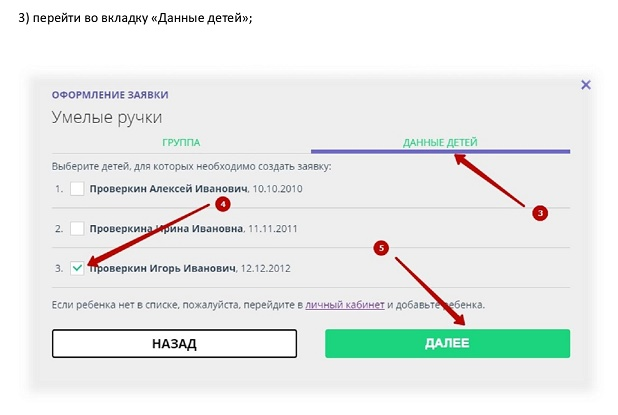 3) перейти во вкладку «Данные детей»;
ОФОРМЛЕНИЕ ЗАЯВКИ
Умелые ручки
ГРУППА ДАННЫЕ ДЕТЕЙ
Выберите детей, для которых необходимо создать заявку:
1. Проверкин Алексей Иванович, 10.10.2010
4
3
2. Проверкина Ирина Ивановна, 11.11.2011
5
3. Проверкин Игорь Иванович, 12.12.2012
Если ребенка нет в списке, пожалуйста, перейдите в личный кабинет и добавьте ребенка.
НАЗАД ДАЛЕЕ